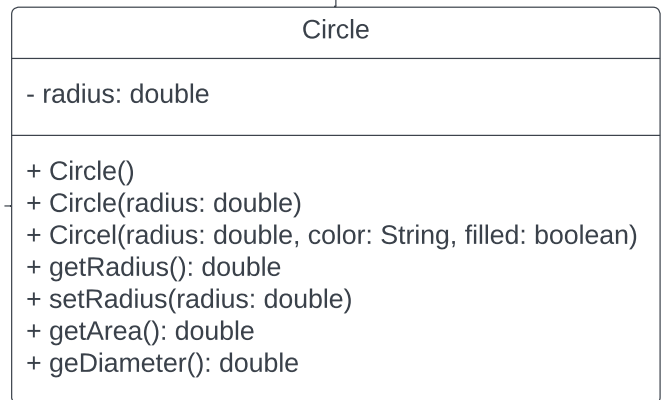 Circle
- radius: double
+ Circle()
+ Circle(radius: double)
+ Circel(radius: double, color: String, filled: boolean)
+ getRadius(): double
+ setRadius(radius: double)
+ getArea(): double
+ geDiameter(): double